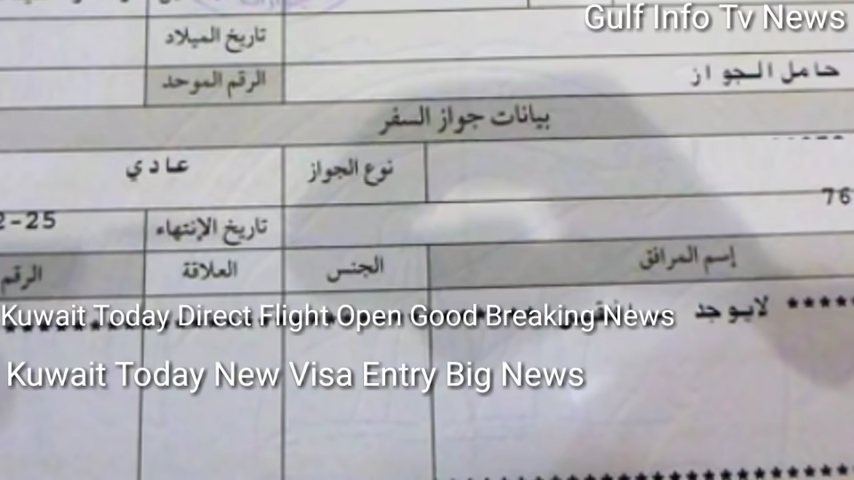 Gulf Info Tv News
تاريخ الميلاد
حامل الجواز الرقم الموحد
بيانات جواز السفر
نوع الجواز عادي
76 تاريخ الإنتهاء 2-25
إسم المرافق الجنس العلاقة الرقم
***** لايوجد
Kuwait Today Direct Flight Open Good Breaking News
Kuwait Today New Visa Entry Big News